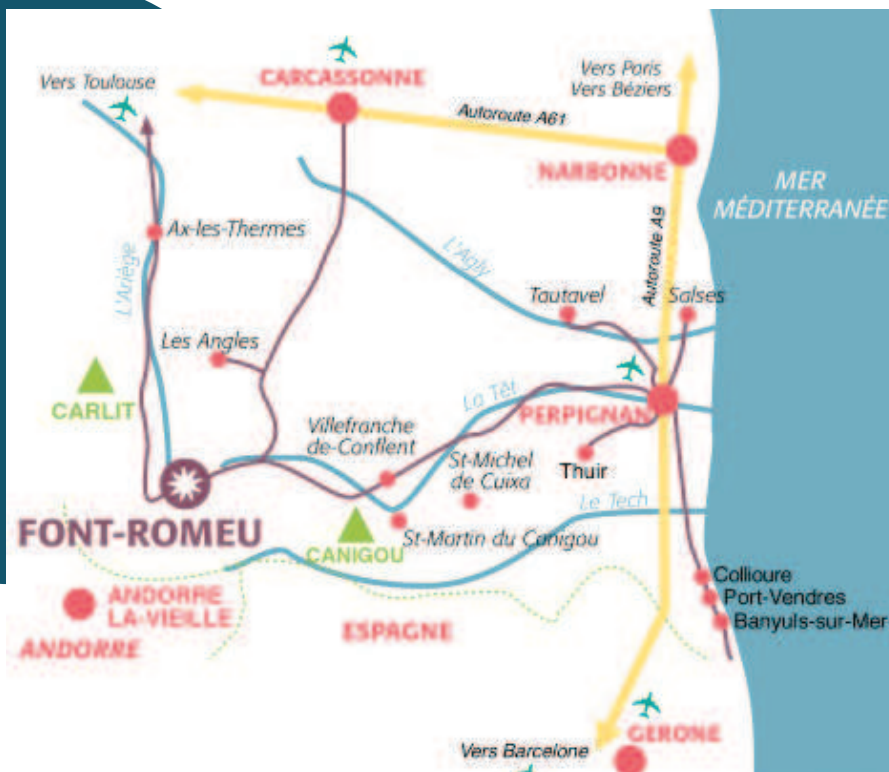 Vers Toulouse
CARCASSONNE
Vers Paris
Vers Béziers
Autoroute A61
NARBONNE
MER
MÉDITERRANÉE
Ax-les-Thermes
L'Ariège
L'Agly
Autoroute A9
Tautavel
Salses
Les Angles
CARLIT
La Têt
PERPIGNAN
Villefranche
de-Conflent
St-Michel
de Cuixa
Thuir
Le Tech
FONT-ROMEU
CANIGOU
St-Martin du Canigou
Collioure
Port-Vendres
Banyuls-sur-Mer
ANDORRE
LA-VIEILLE
ANDORRE
ESPAGNE
GERONE
Vers Barcelone